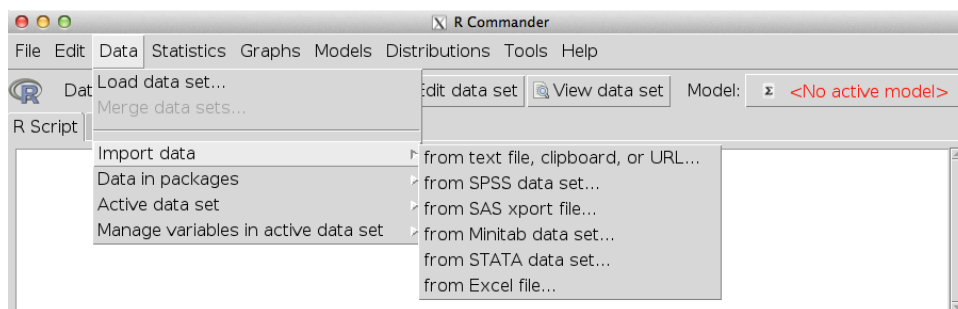 R Commander
File Edit Data Statistics Graphs Models Distributions Tools Help
R Dat Edit data set View data set Model: Σ <No active model>
Load data set...
Merge data sets...
R Script
Import data
Data in packages
Active data set
Manage variables in active data set
from text file, clipboard, or URL...
from SPSS data set...
from SAS xport file...
from Minitab data set...
from STATA data set...
from Excel file...